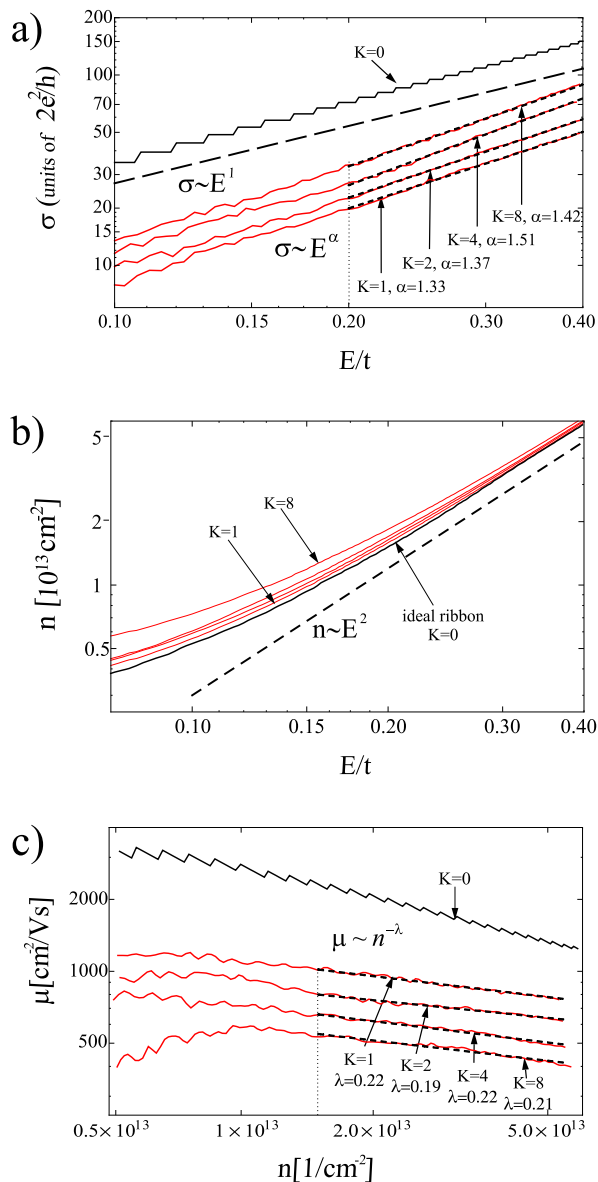 a)
200
150
100
70
50
30
20
15
10
σ (units of 2e²/h)
K=0
σ~E¹
σ~Eᵅ
K=8, α=1.42
K=4, α=1.51
K=2, α=1.37
K=1, α=1.33
0.10 0.15 0.20 0.30 0.40
E/t
b)
5
2
1
0.5
n [10¹³cm⁻²]
K=8
K=1
n~E²
ideal ribbon
K=0
0.10 0.15 0.20 0.30 0.40
E/t
c)
2000
1000
500
μ[cm⁻²/Vs]
K=0
μ ~ n⁻λ
K=1
λ=0.22
K=2
λ=0.19
K=4
λ=0.22
K=8
λ=0.21
0.5×10¹³ 1×10¹³ 2.0×10¹³ 5.0×10¹³
n[1/cm⁻²]